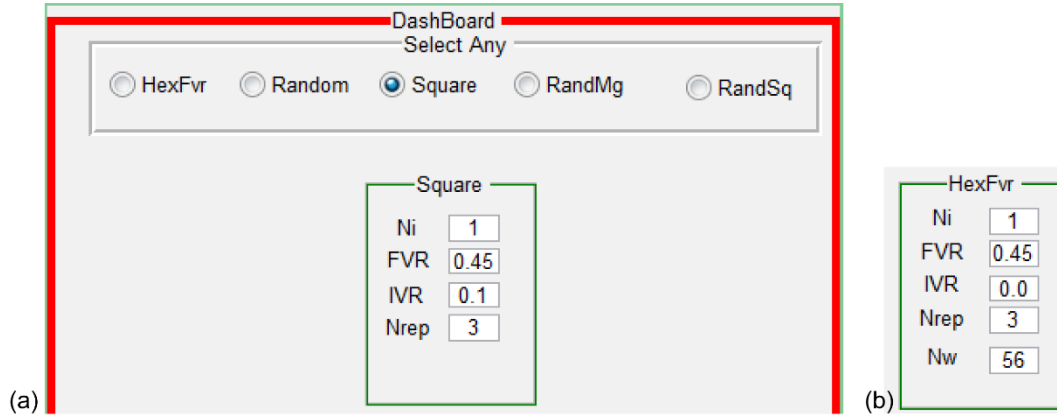 DashBoard
Select Any
HexFvr Random Square RandMg RandSq
Square
Ni 1
FVR 0.45
IVR 0.1
Nrep 3
(a)
HexFvr
Ni 1
FVR 0.45
IVR 0.0
Nrep 3
Nw 56
(b)